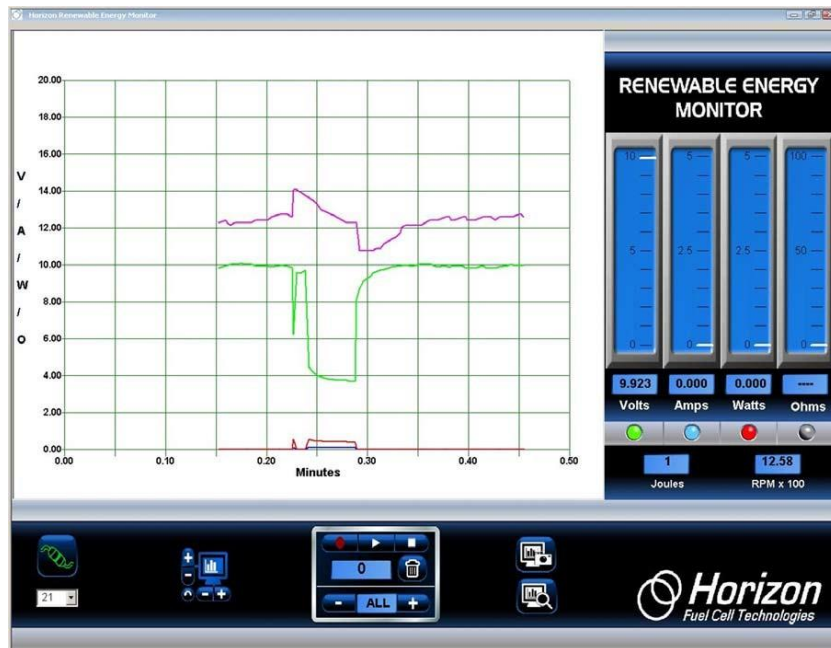 Horizon Renewable Energy Monitor
RENEWABLE ENERGY
MONITOR
20.00
18.00
16.00
14.00
12.00
10.00
8.00
6.00
4.00
2.00
0.00
V
/
A
/
W
/
O
0.00 0.10 0.20 0.30 0.40 0.50
Minutes
10 5 5 100
5 2.5 2.5 50
0 0 0 0
9.923 0.000 0.000 ----
Volts Amps Watts Ohms
1 12.58
Joules RPM x 100
21
+
-
- +
0
- ALL +
Horizon
Fuel Cell Technologies